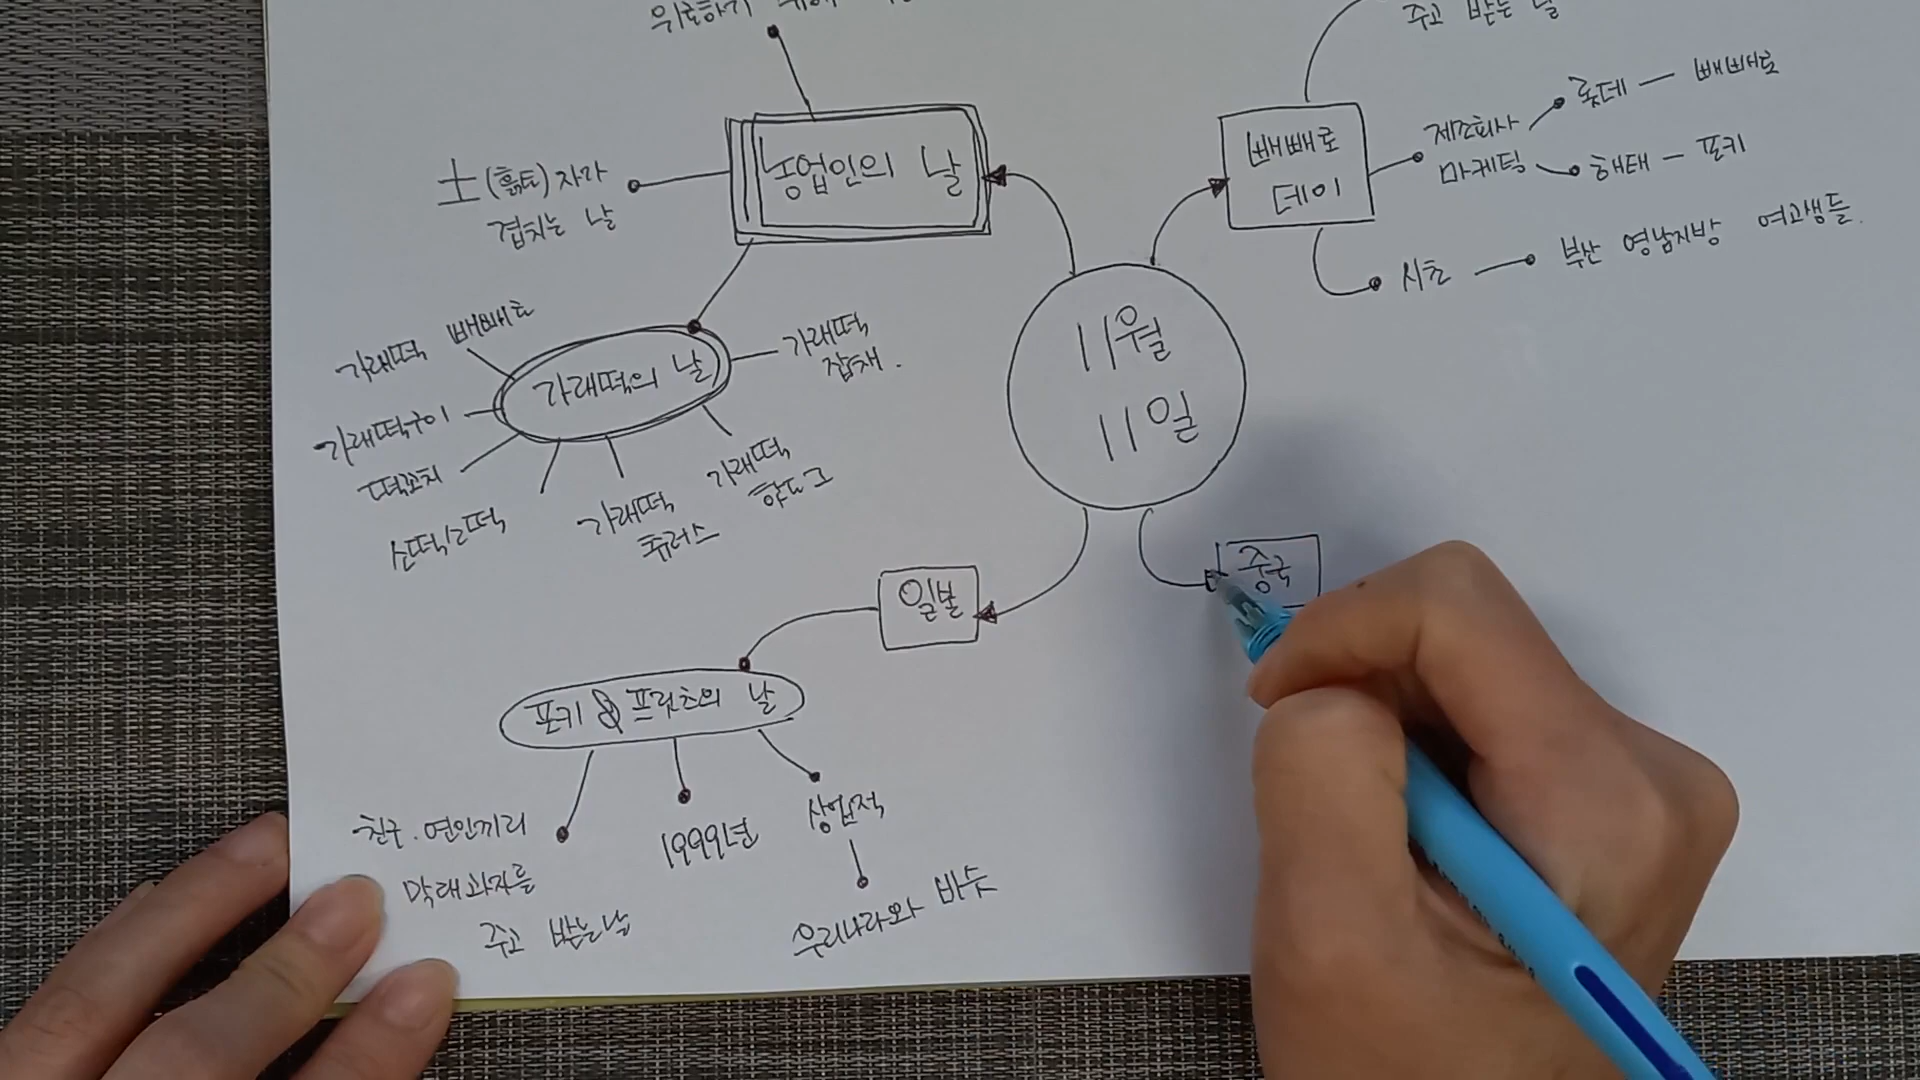 위로하기
주고 받는 날
농업인의 날
土(흙토)자가
겹치는 날
빼빼로
데이
제조회사
마케팅
롯데 — 빼빼로
해태 — 포키
시초
부산 영남지방 여고생들.
11월
11일
가래떡의 날
가래떡 빼빼로
가래떡구이
떡꼬치
소떡소떡
가래떡
츄러스
가래떡
핫도그
가래떡
잡채.
일본
중국
포키 & 프릿츠의 날
친구.연인끼리
막대과자를
주고 받는날
1999년
상업적
우리나라와 비슷